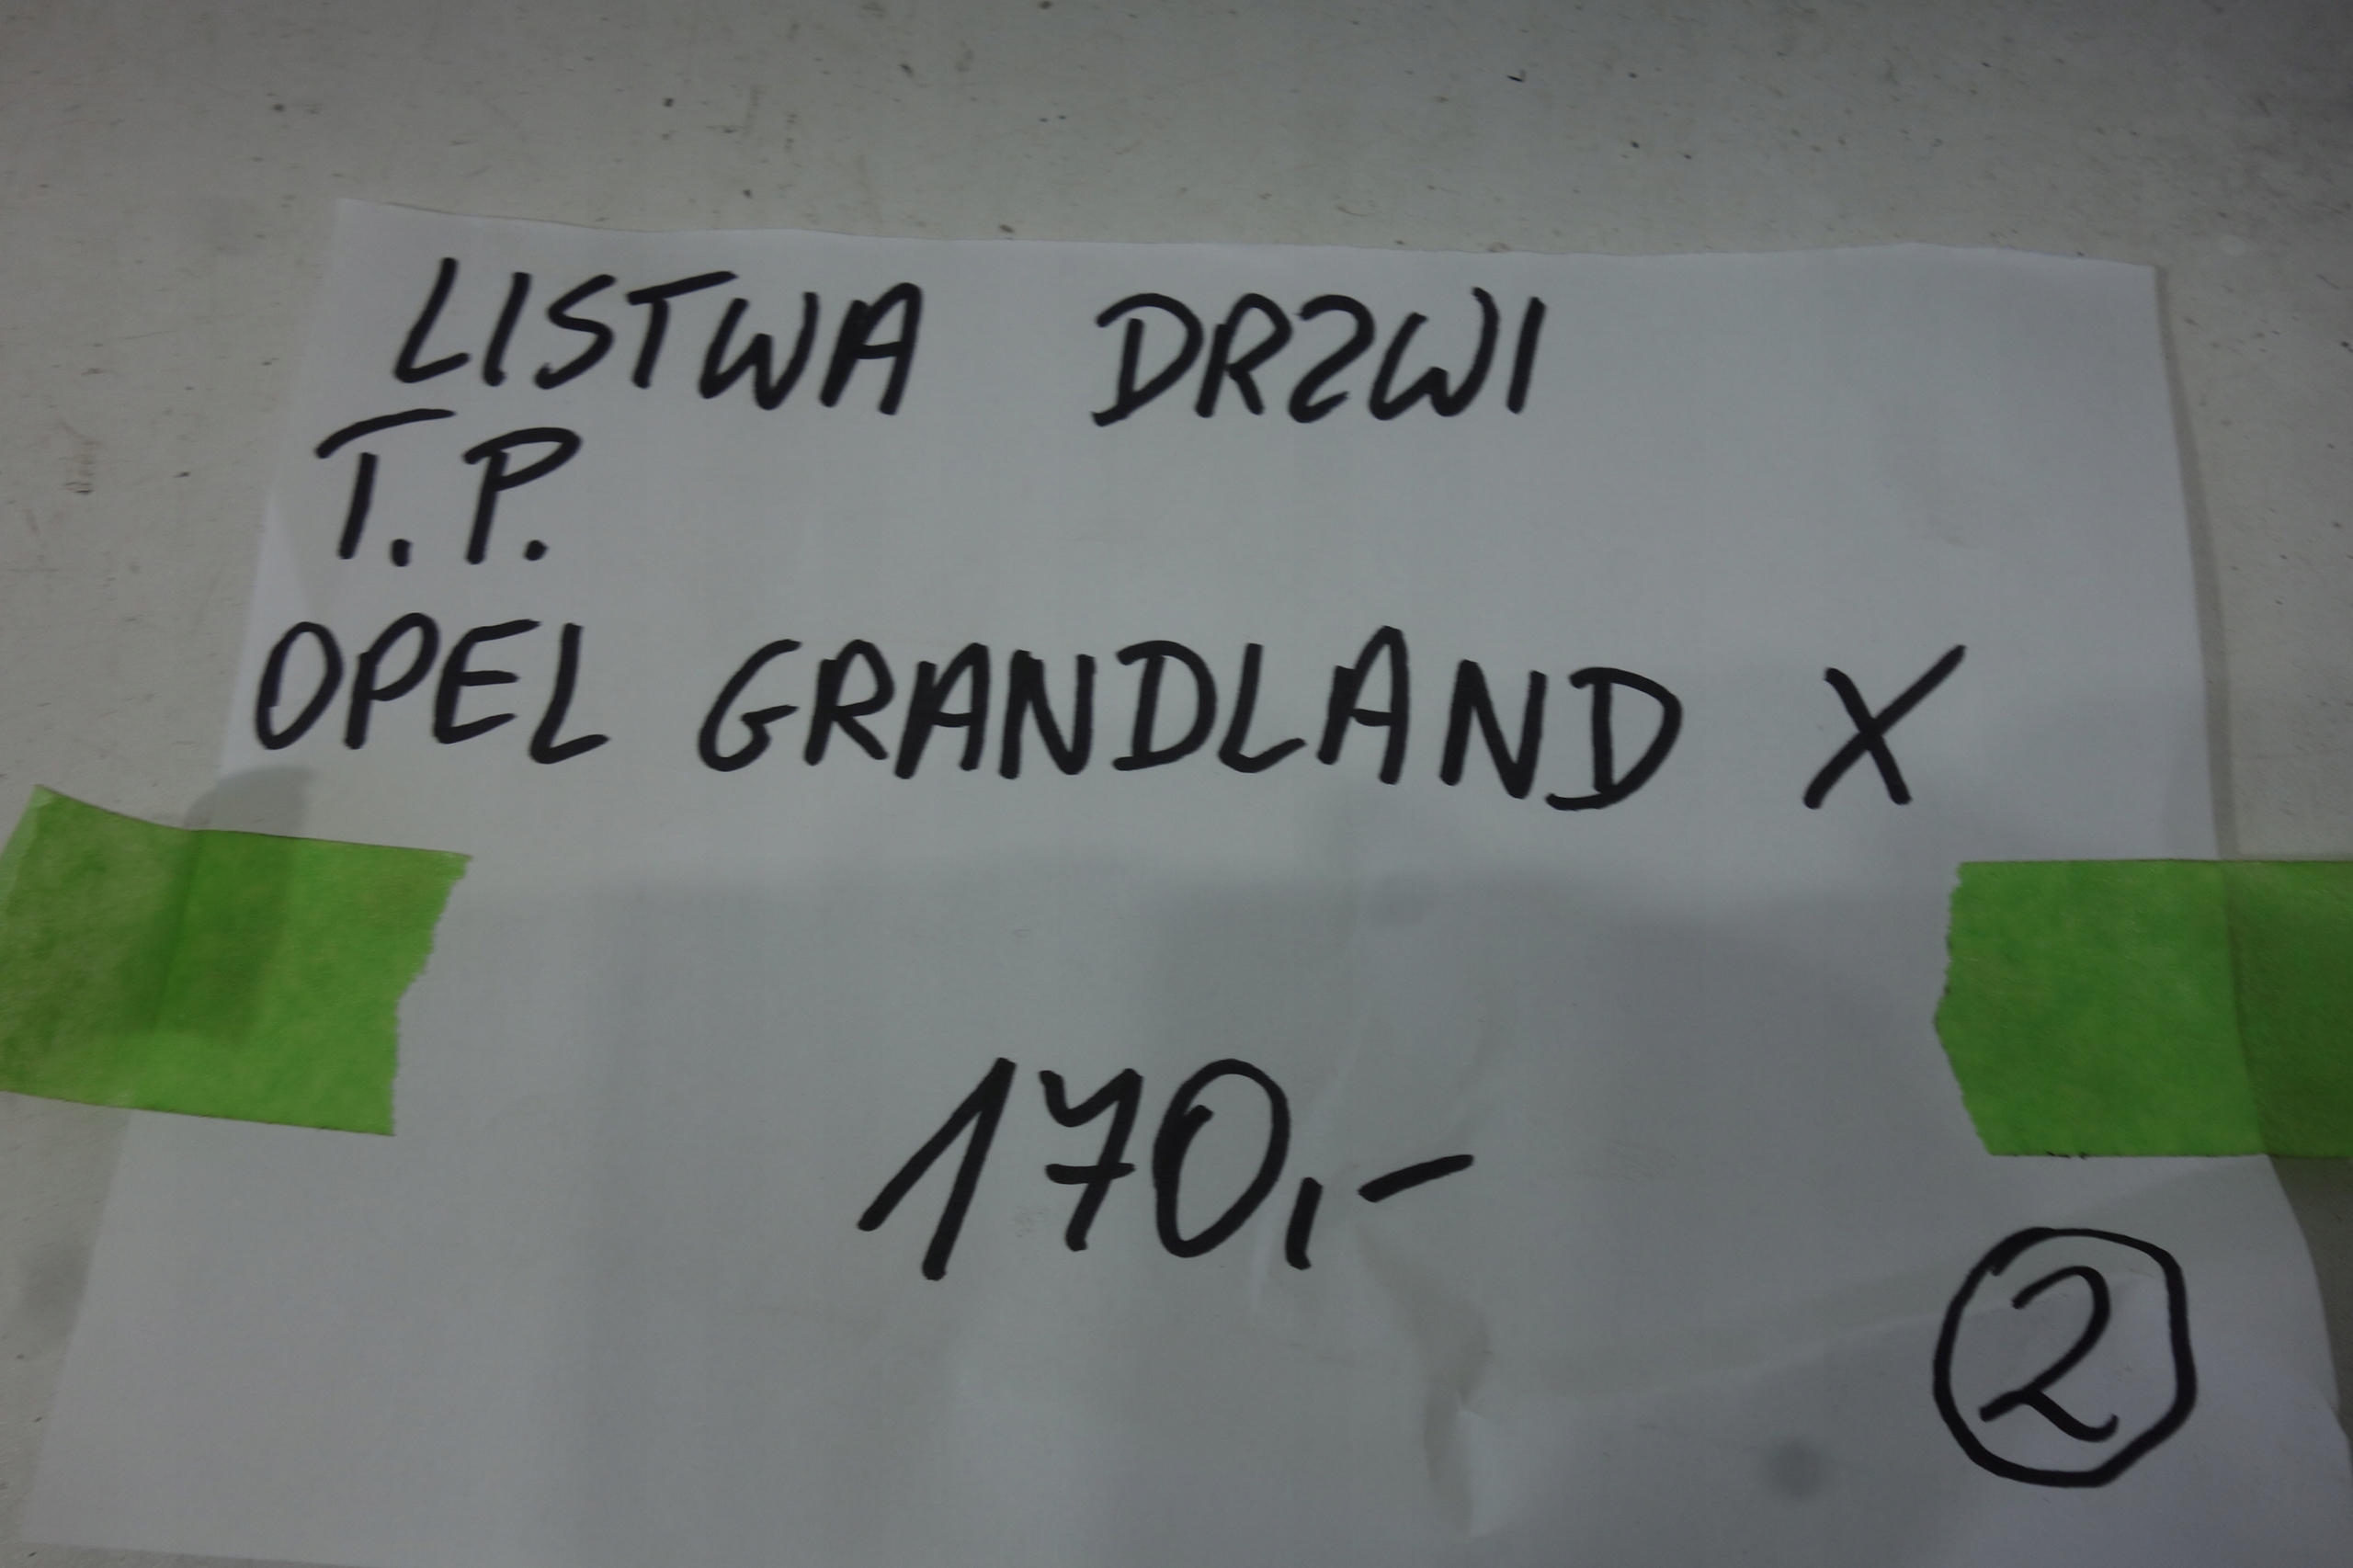 LISTWA DRZWI
T.P.
OPEL GRANDLAND X
170,-
2